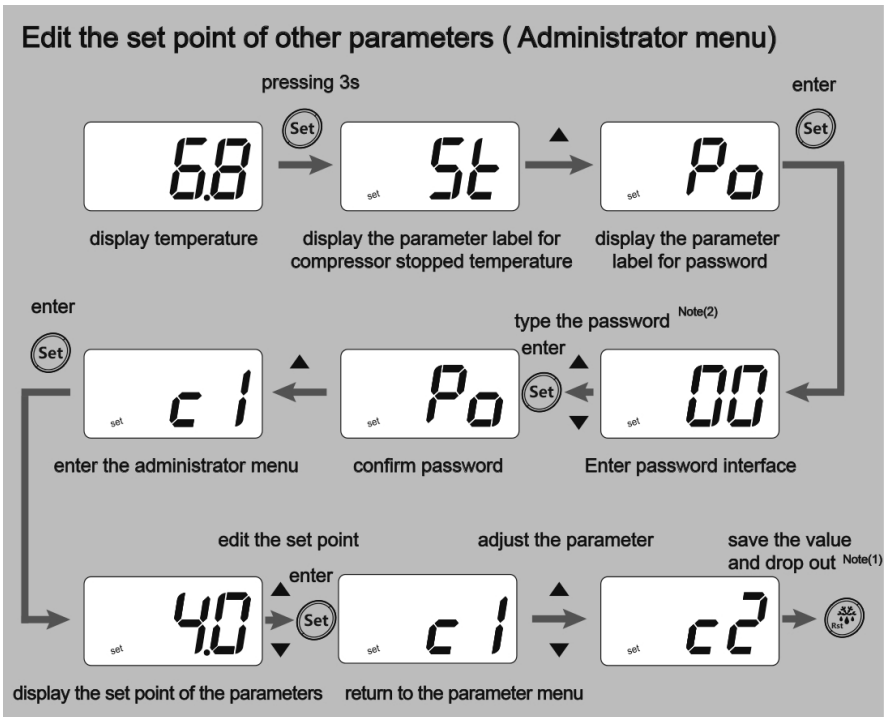 Edit the set point of other parameters ( Administrator menu)
pressing 3s
enter
Set
Set
6.8
set St
set Po
display temperature
display the parameter label for
compressor stopped temperature
display the parameter
label for password
enter
type the password Note(2)
enter
Set
set c1
set Po
Set
set 00
enter the administrator menu
confirm password
Enter password interface
edit the set point
adjust the parameter
save the value
and drop out Note(1)
enter
set 4.0
Set
set c1
set c2
Rst
display the set point of the parameters
return to the parameter menu